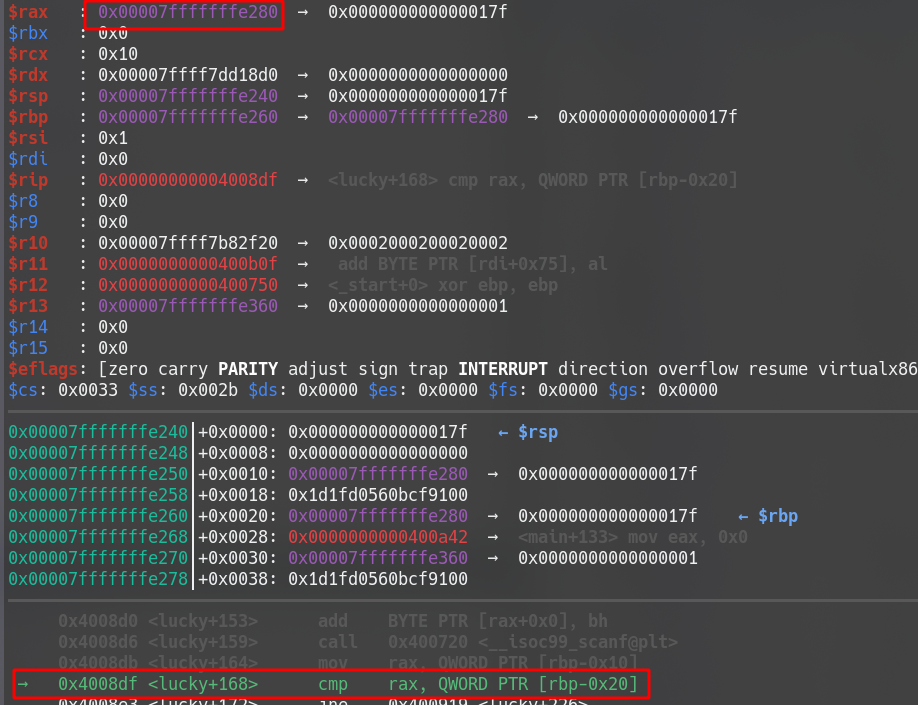 $rax   : 0x00007fffffffe280  →  0x000000000000017f
$rbx   : 0x0
$rcx   : 0x10
$rdx   : 0x00007ffff7dd18d0  →  0x0000000000000000
$rsp   : 0x00007fffffffe240  →  0x000000000000017f
$rbp   : 0x00007fffffffe260  →  0x00007fffffffe280  →  0x000000000000017f
$rsi   : 0x1
$rdi   : 0x0
$rip   : 0x00000000004008df  →  <lucky+168> cmp rax, QWORD PTR [rbp-0x20]
$r8    : 0x0
$r9    : 0x0
$r10   : 0x00007ffff7b82f20  →  0x0002000200020002
$r11   : 0x0000000000400b0f  →   add BYTE PTR [rdi+0x75], al
$r12   : 0x0000000000400750  →  <_start+0> xor ebp, ebp
$r13   : 0x00007fffffffe360  →  0x0000000000000001
$r14   : 0x0
$r15   : 0x0
$eflags: [zero carry PARITY adjust sign trap INTERRUPT direction overflow resume virtualx86
$cs: 0x0033 $ss: 0x002b $ds: 0x0000 $es: 0x0000 $fs: 0x0000 $gs: 0x0000
0x00007fffffffe240│+0x0000: 0x000000000000017f   ← $rsp
0x00007fffffffe248│+0x0008: 0x0000000000000000
0x00007fffffffe250│+0x0010: 0x00007fffffffe280  →  0x000000000000017f
0x00007fffffffe258│+0x0018: 0x1d1fd0560bcf9100
0x00007fffffffe260│+0x0020: 0x00007fffffffe280  →  0x000000000000017f    ← $rbp
0x00007fffffffe268│+0x0028: 0x0000000000400a42  →  <main+133> mov eax, 0x0
0x00007fffffffe270│+0x0030: 0x00007fffffffe360  →  0x0000000000000001
0x00007fffffffe278│+0x0038: 0x1d1fd0560bcf9100
0x4008d0 <lucky+153>      add    BYTE PTR [rax+0x0], bh
0x4008d6 <lucky+159>      call   0x400720 <__isoc99_scanf@plt>
0x4008db <lucky+164>      mov    rax, QWORD PTR [rbp-0x10]
→   0x4008df <lucky+168>      cmp    rax, QWORD PTR [rbp-0x20]
0x4008e3 <lucky+172>      jne    0x400919 <lucky+226>